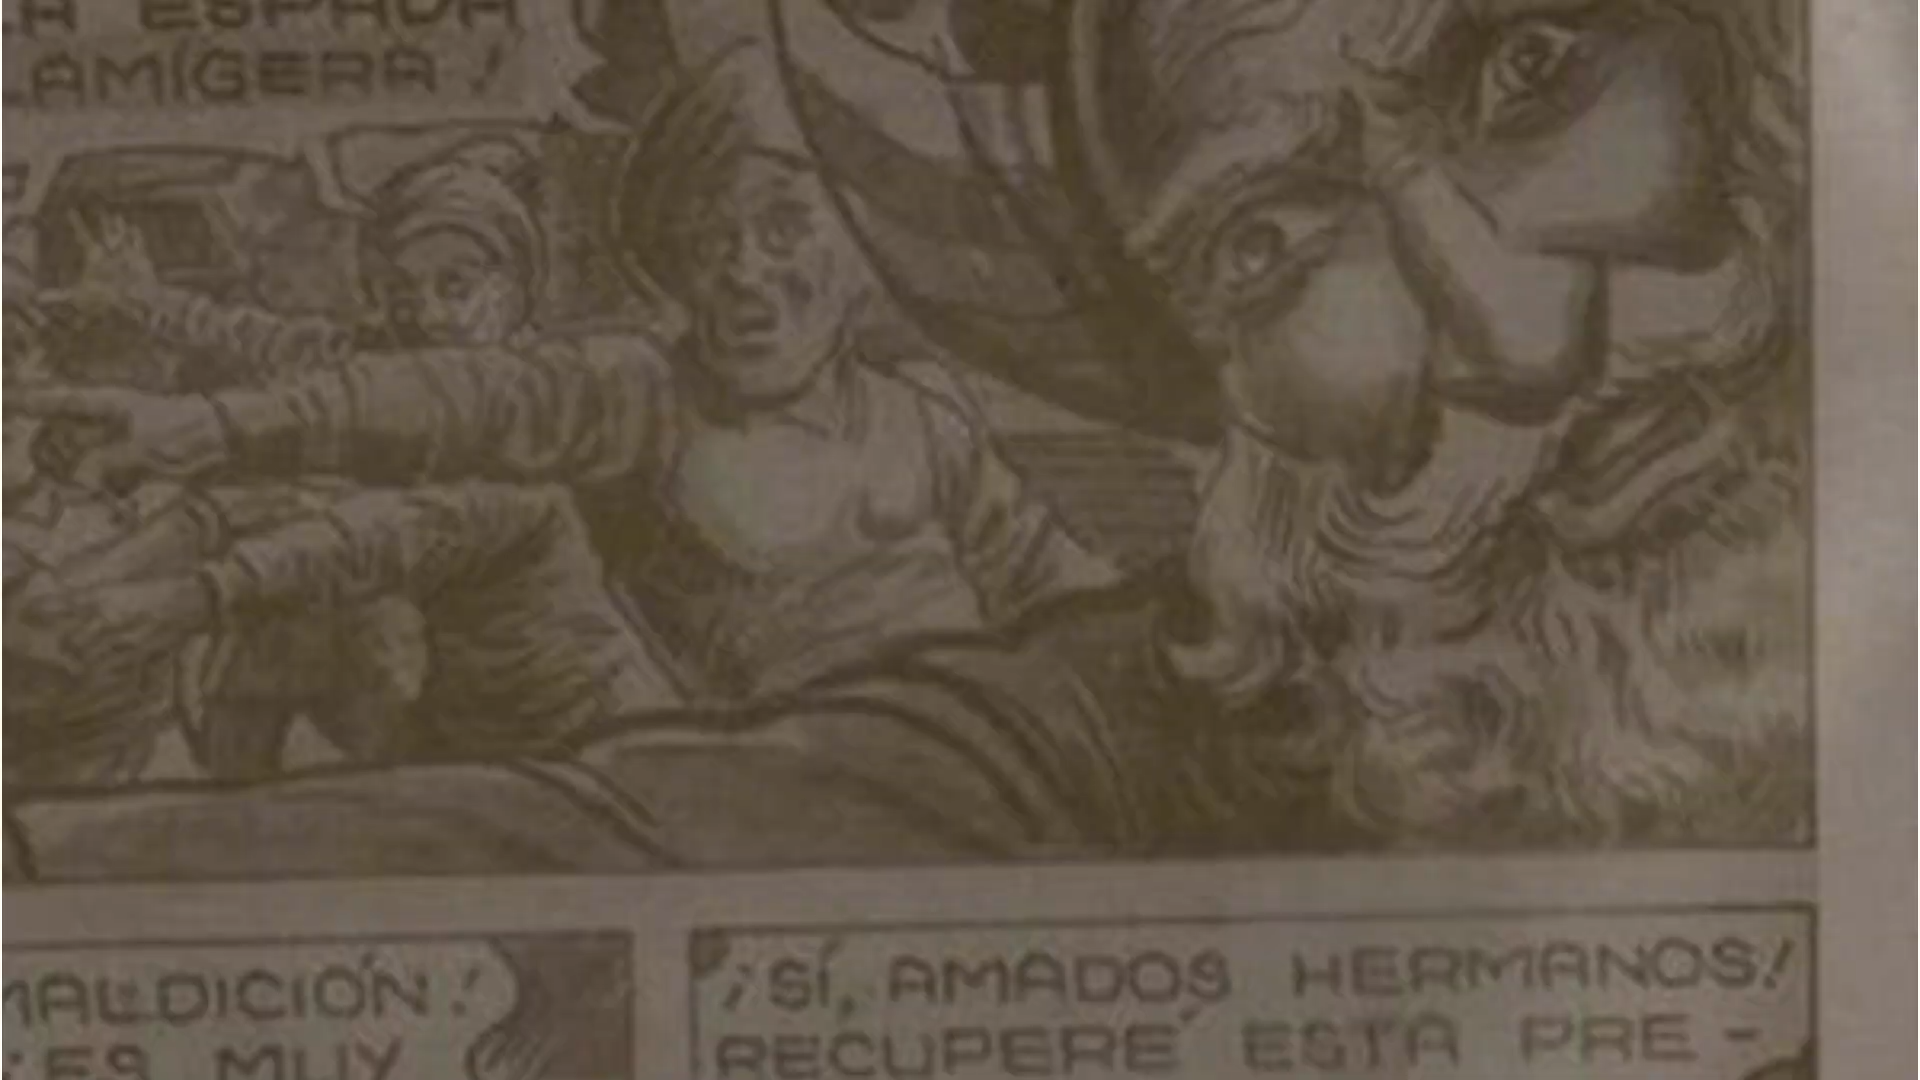 A ESPADA
LAMÍGERA!
MALDICIÓN!
ES MUY
¡SÍ, AMADOS HERMANOS!
RECUPERÉ ESTA PRE-